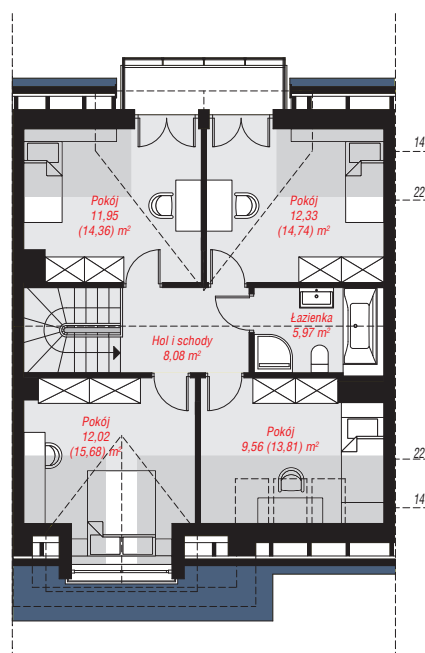 14
22
Pokój
11,95
(14,36) m²
Pokój
12,33
(14,74) m²
Łazienka
5,97 m²
Hol i schody
8,08 m²
Pokój
12,02
(15,68) m²
Pokój
9,56 (13,81) m²
22
14